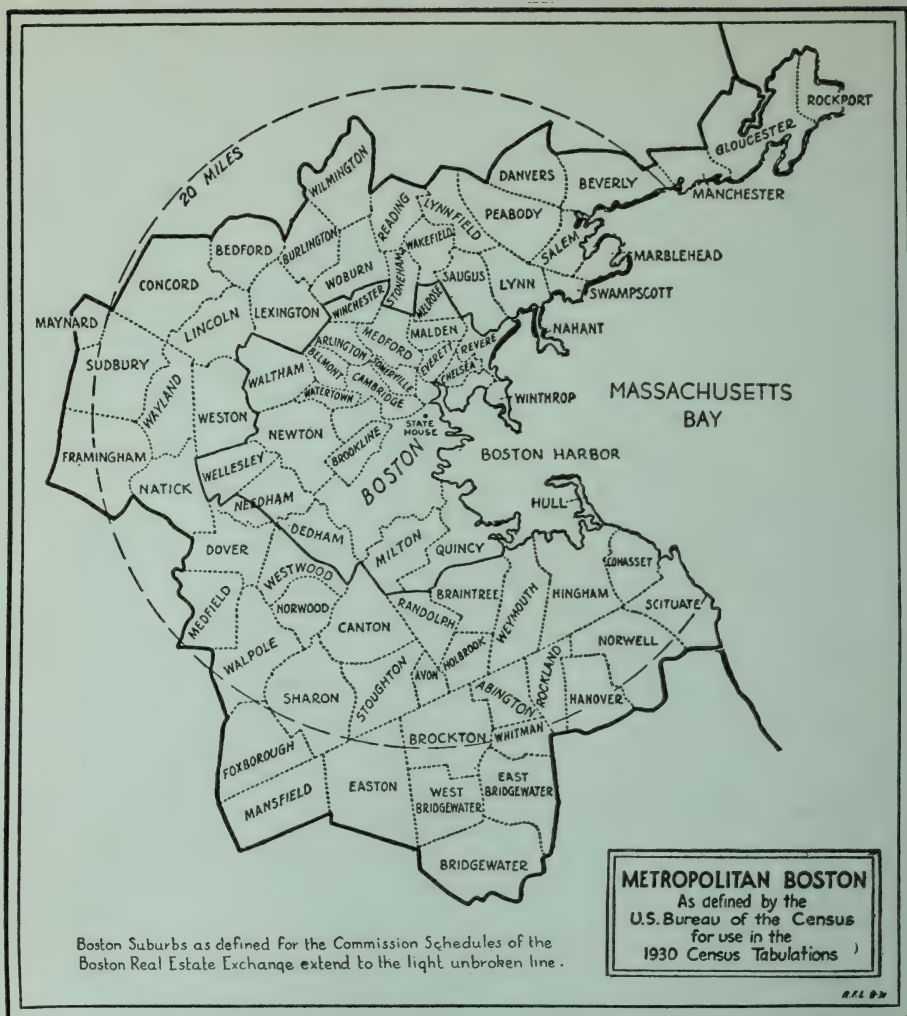 20 MILES
ROCKPORT
GLOUCESTER
MANCHESTER
WILMINGTON
DANVERS
BEVERLY
READING
LYNNFIELD
PEABODY
SALEM
MARBLEHEAD
SWAMPSCOTT
BEDFORD
BURLINGTON
WOBURN
STONEHAM
WAKEFIELD
SAUGUS
LYNN
NAHANT
CONCORD
LINCOLN
LEXINGTON
WINCHESTER
MELROSE
MAYNARD
SUDBURY
WAYLAND
WESTON
WALTHAM
ARLINGTON
BELMONT
MEDFORD
MALDEN
EVERETT
REVERE
CHELSEA
SOMERVILLE
CAMBRIDGE
WATERTOWN
WINTHROP
MASSACHUSETTS
BAY
STATE
HOUSE
FRAMINGHAM
NATICK
WELLESLEY
NEWTON
BROOKLINE
BOSTON
BOSTON HARBOR
NEEDHAM
HULL
DOVER
DEDHAM
MILTON
QUINCY
MEDFIELD
WESTWOOD
NORWOOD
CANTON
RANDOLPH
BRAINTREE
WEYMOUTH
HINGHAM
COHASSET
SCITUATE
WALPOLE
SHARON
STOUGHTON
AVON
HOLBROOK
ABINGTON
ROCKLAND
NORWELL
HANOVER
FOXBOROUGH
MANSFIELD
EASTON
BROCKTON
WHITMAN
WEST
BRIDGEWATER
EAST
BRIDGEWATER
BRIDGEWATER
METROPOLITAN BOSTON
As defined by the
U.S. Bureau of the Census
for use in the
1930 Census Tabulations )
Boston Suburbs as defined for the Commission Schedules of the
Boston Real Estate Exchange extend to the light unbroken line.